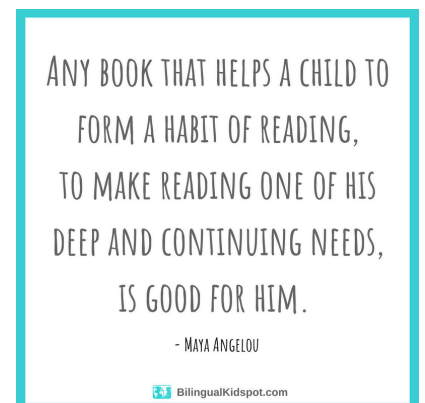 ANY BOOK THAT HELPS A CHILD TO
FORM A HABIT OF READING,
TO MAKE READING ONE OF HIS
DEEP AND CONTINUING NEEDS,
IS GOOD FOR HIM.
- MAYA ANGELOU
BilingualKidspot.com